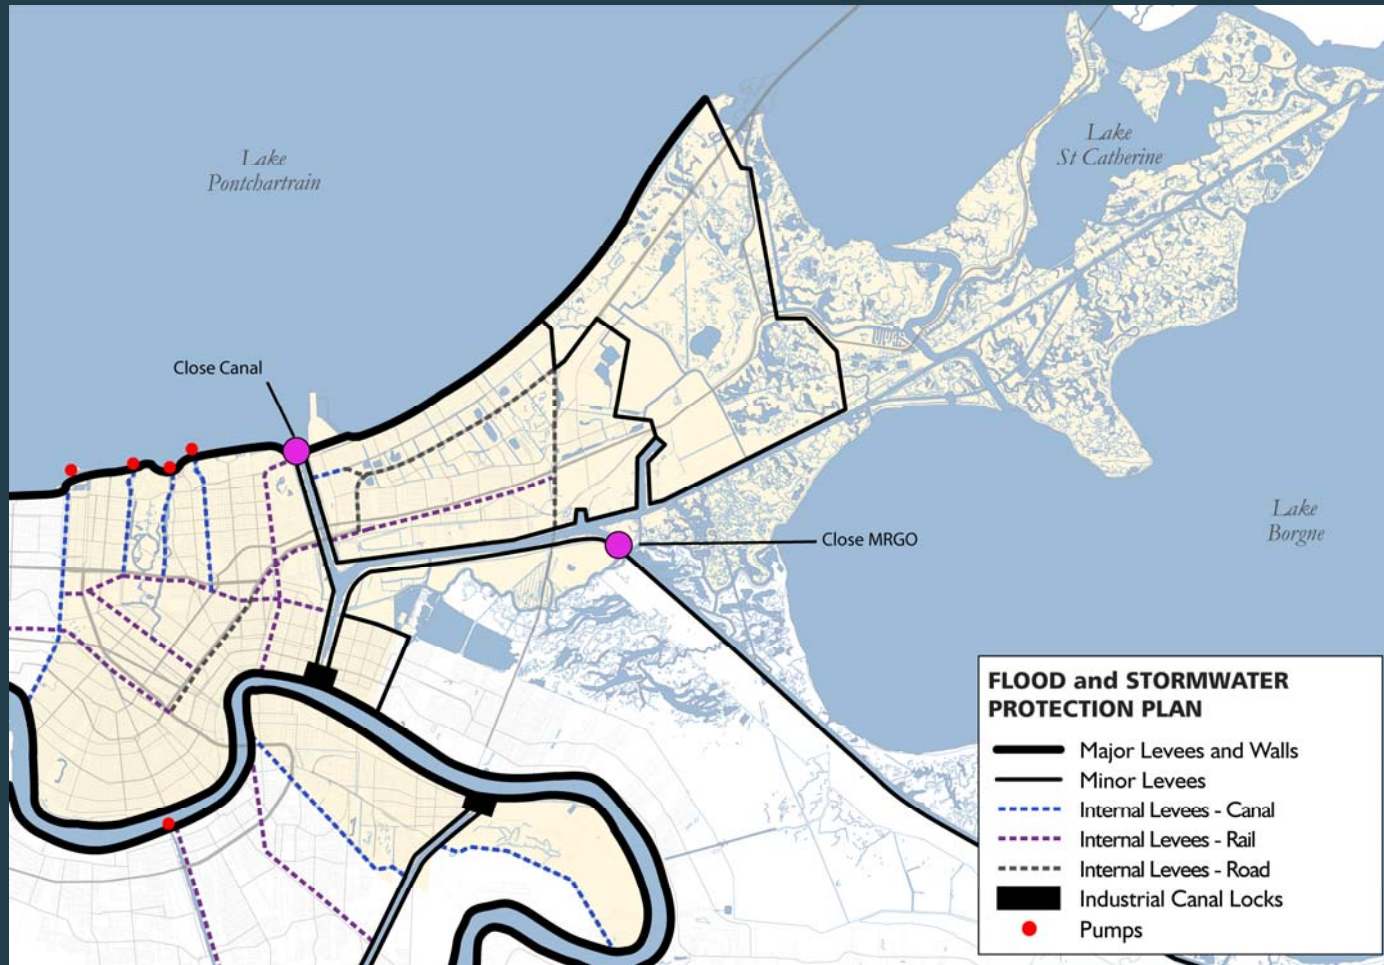 Lake
Pontchartrain
Lake
St Catherine
Close Canal
Lake
Borgne
Close MRGO
FLOOD and STORMWATER
PROTECTION PLAN
Major Levees and Walls
Minor Levees
Internal Levees - Canal
Internal Levees - Rail
Internal Levees - Road
Industrial Canal Locks
Pumps